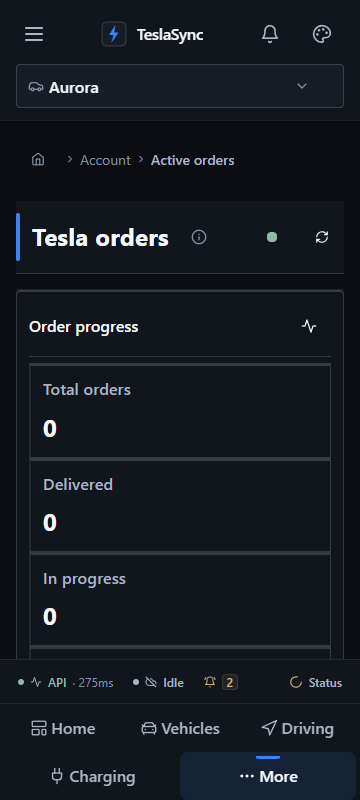 TeslaSync
Aurora
Account Active orders
Tesla orders
Order progress
Total orders
0
Delivered
0
In progress
0
API · 275ms Idle 2 Status
Home Vehicles Driving
Charging More